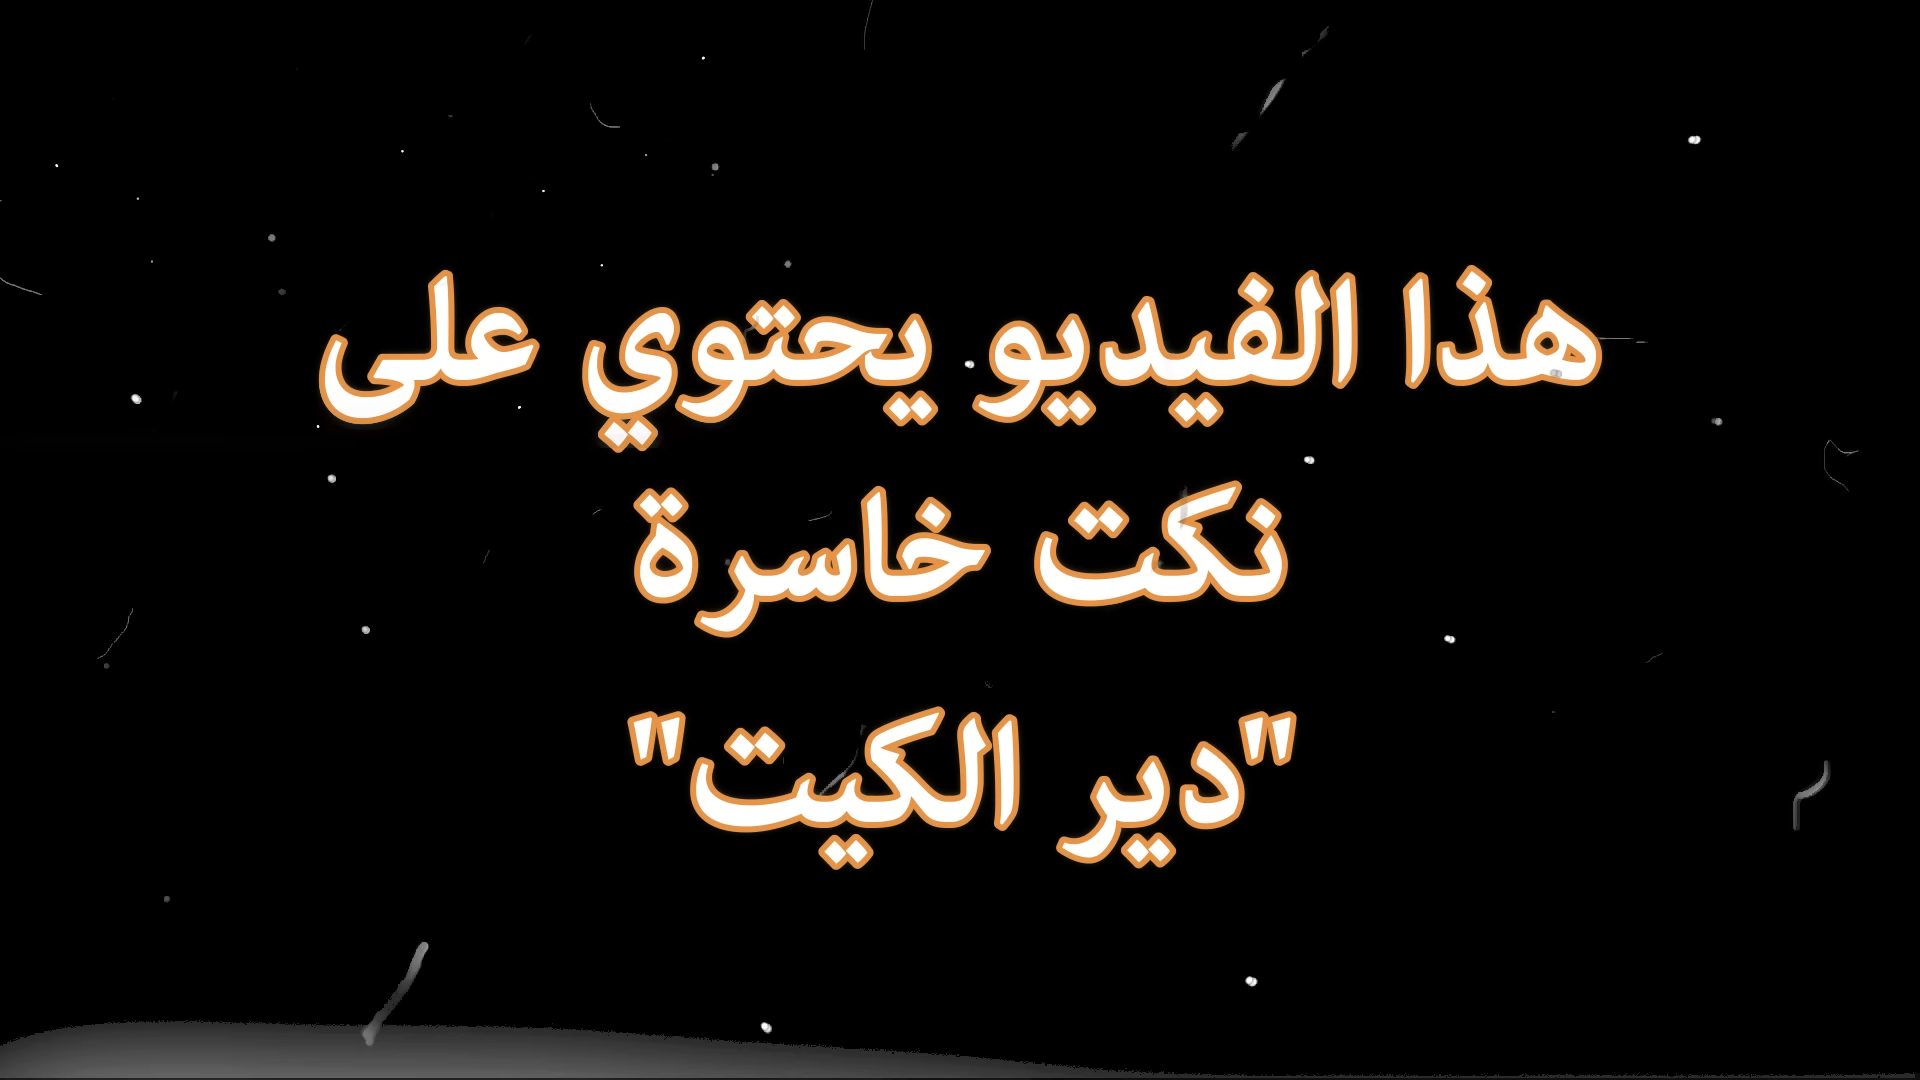 هذا الفيديو يحتوي على
نكت خاسرة
"دير الكيت"